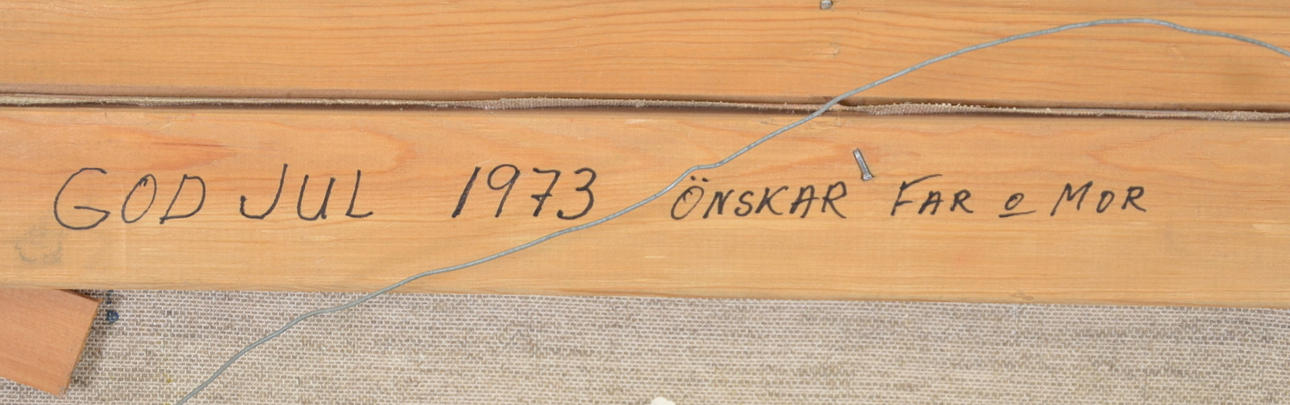 GOD JUL 1973 ÖNSKAR FAR o MOR